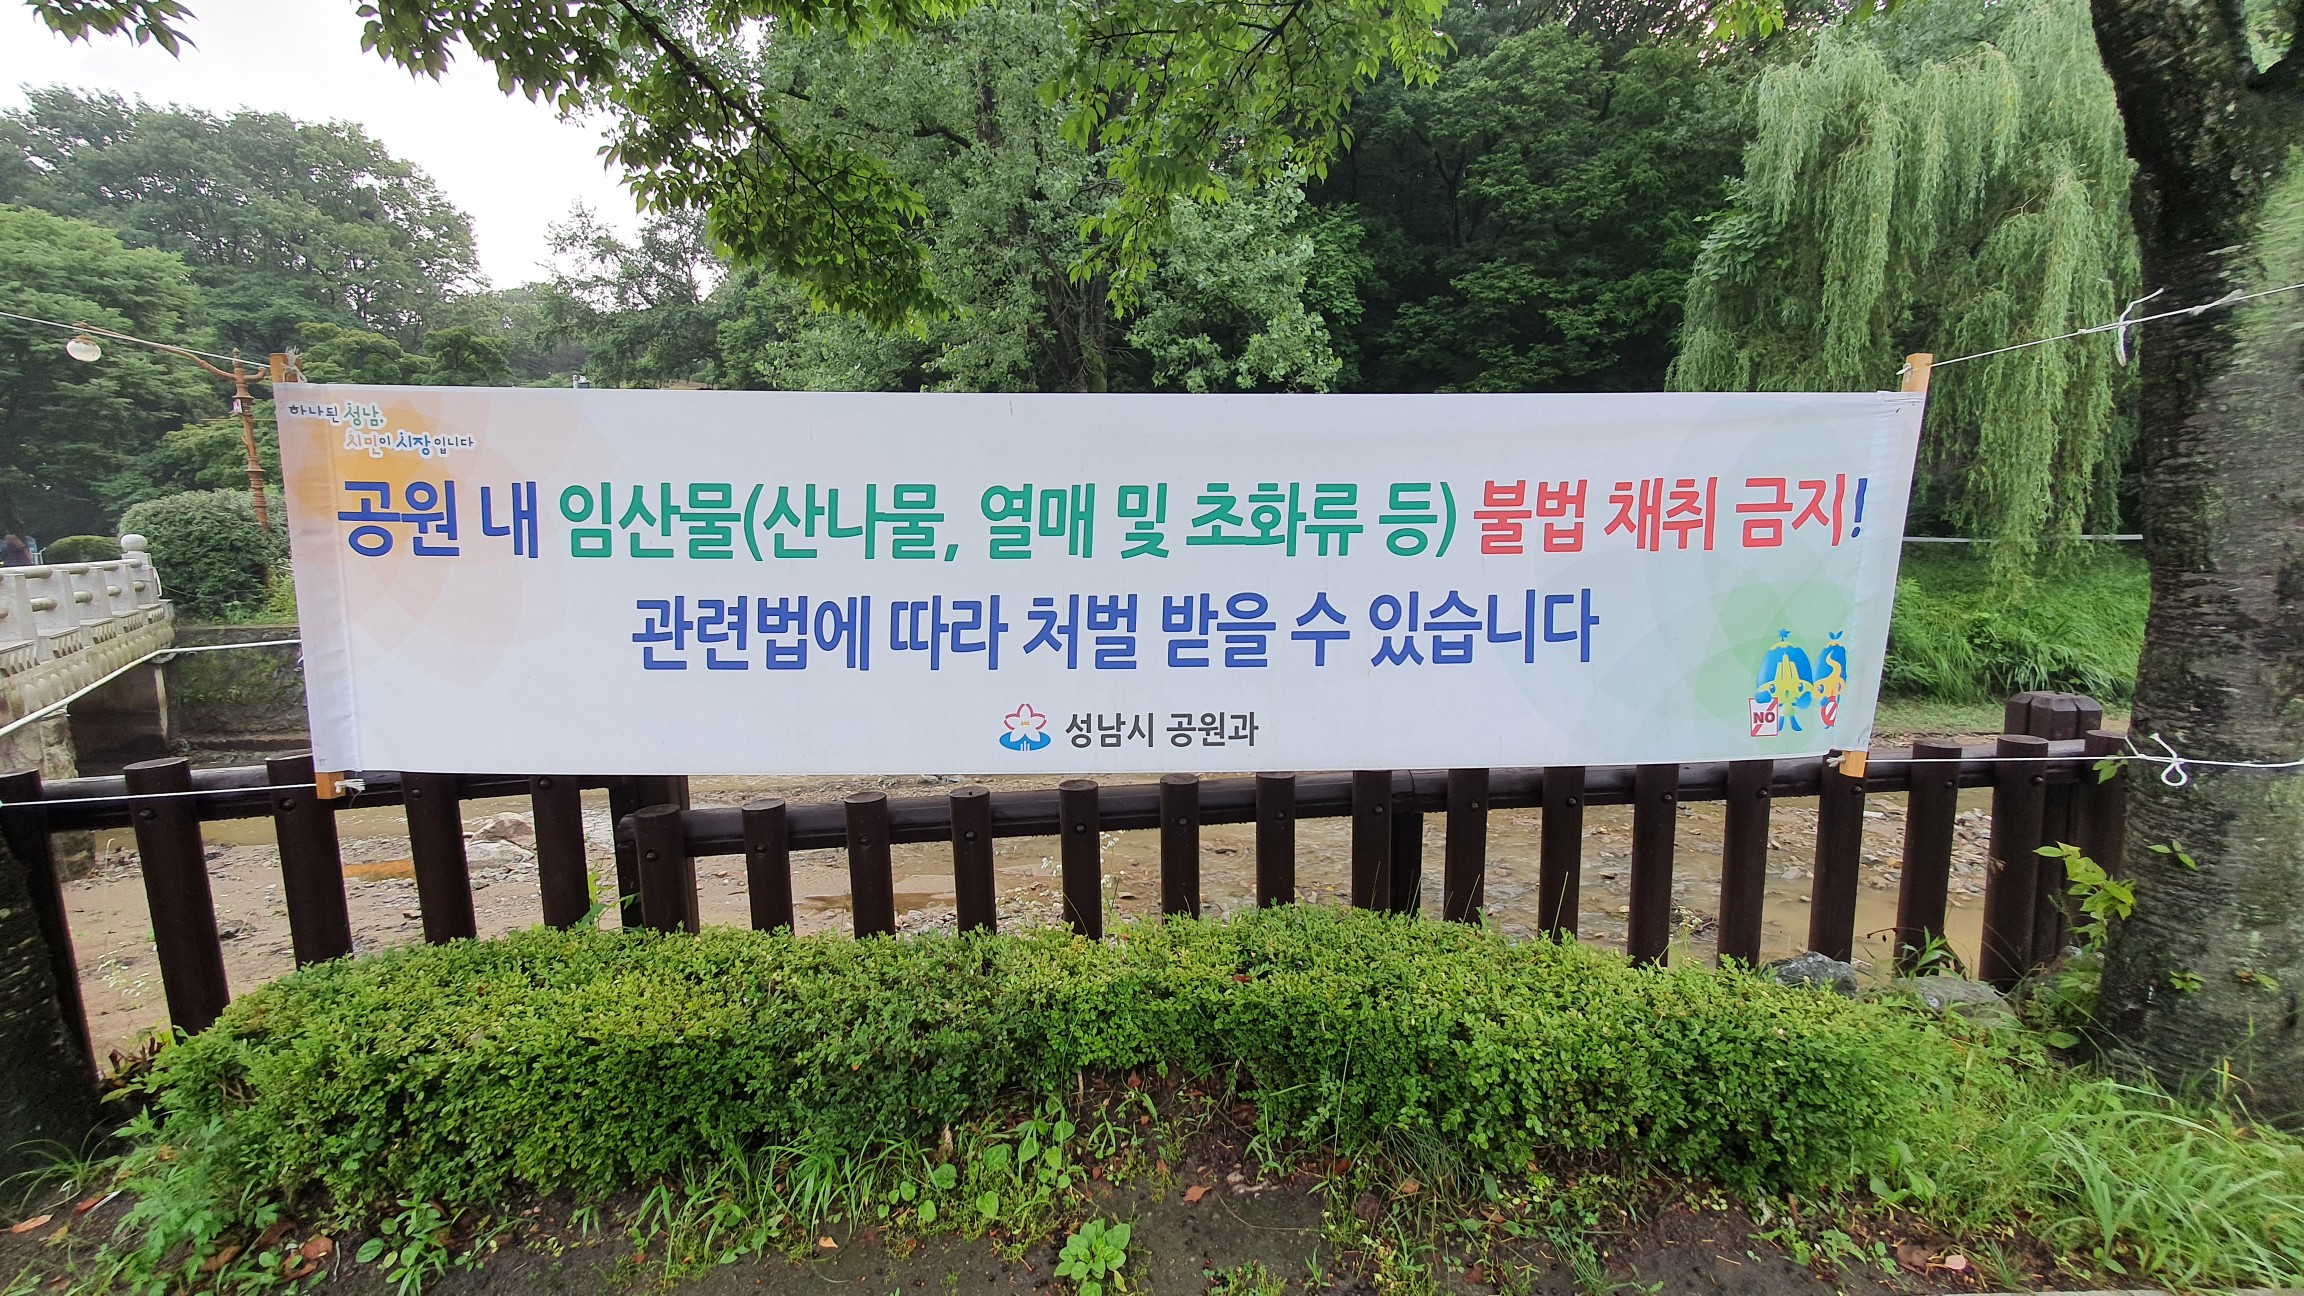 하나된 성남,
시민이 시장입니다
공원 내 임산물(산나물, 열매 및 초화류 등) 불법 채취 금지!
관련법에 따라 처벌 받을 수 있습니다
NO
성남시 공원과